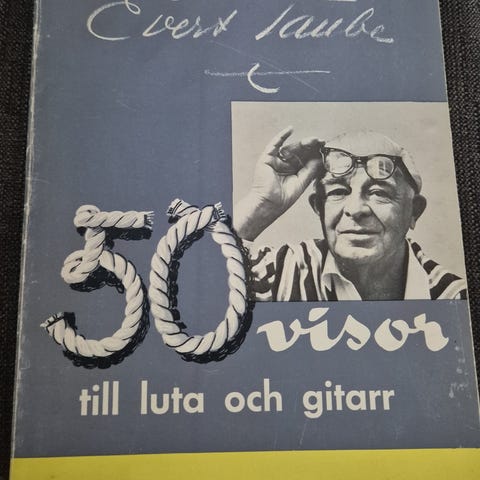 Evert Taube
50 visor
till luta och gitarr